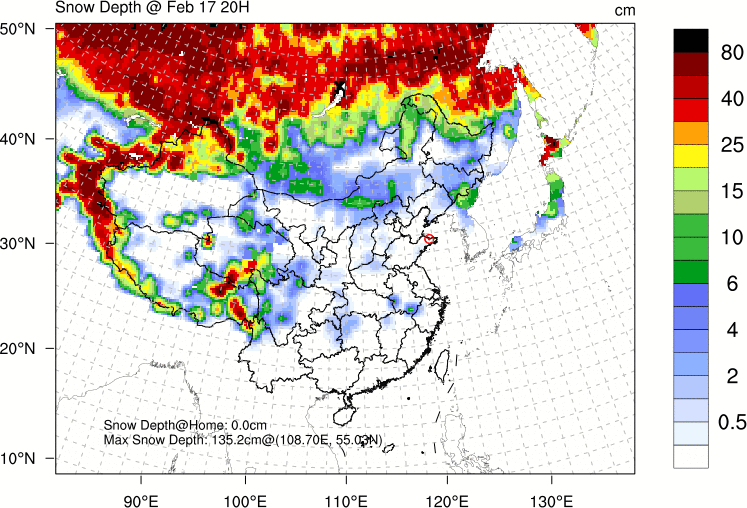 Snow Depth @ Feb 17 20H
cm
50°N
40°N
30°N
20°N
10°N
80
40
25
15
10
6
4
2
0.5
Snow Depth@Home: 0.0cm
Max Snow Depth: 135.2cm@(108.70E, 55.03N)
90°E
100°E
110°E
120°E
130°E